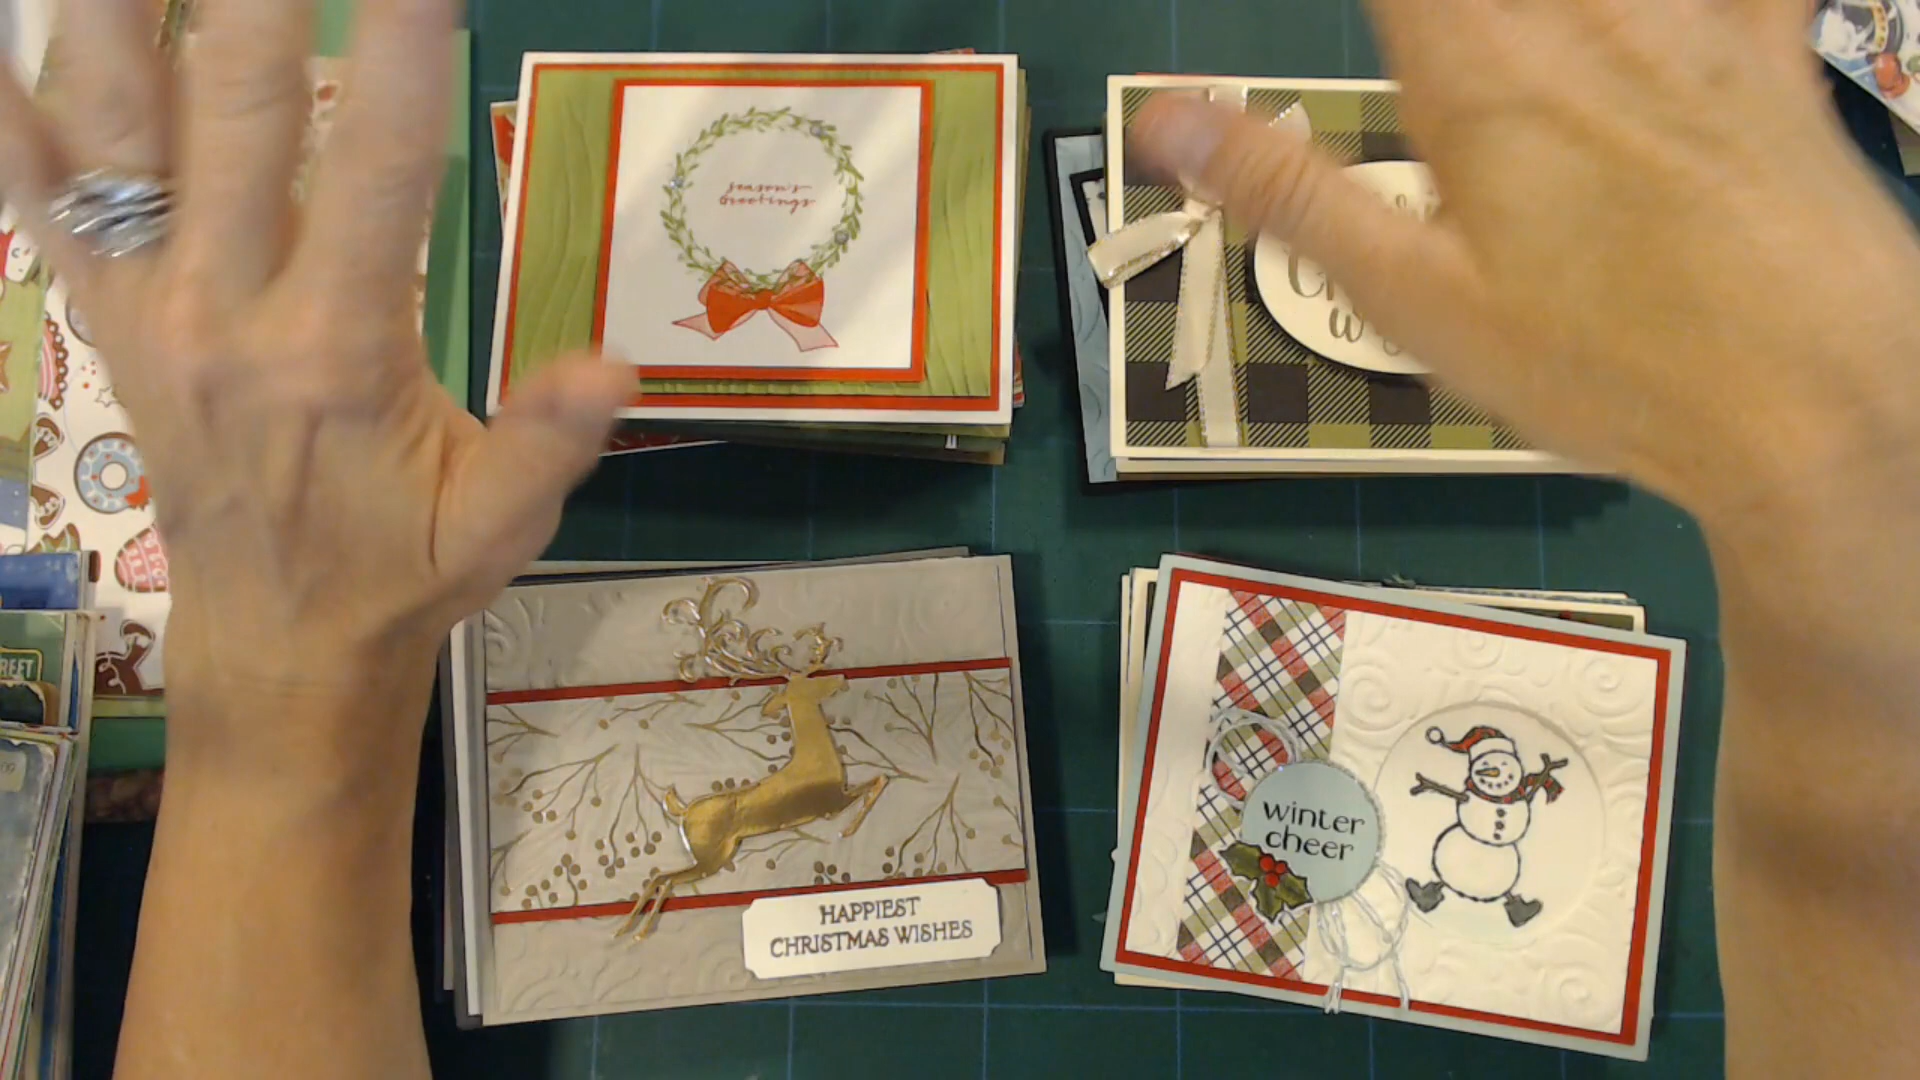 season's
Greetings
HAPPIEST
CHRISTMAS WISHES
winter
cheer